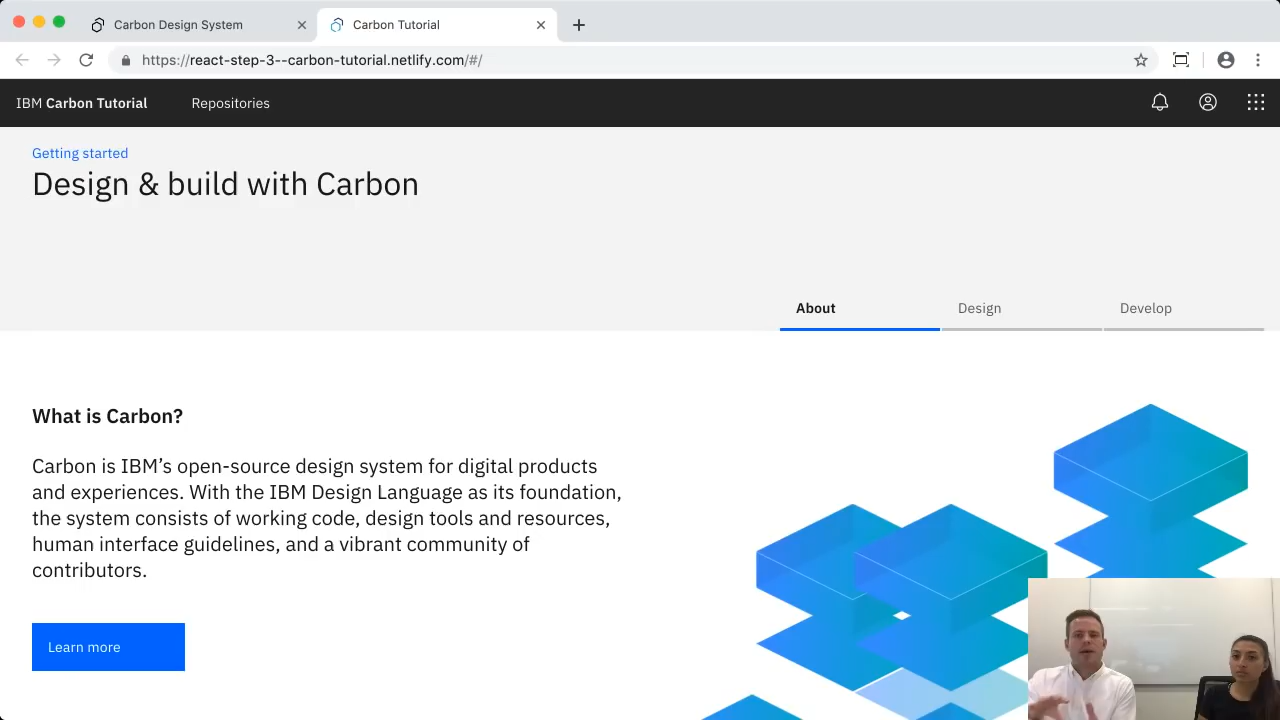 Carbon Design System
Carbon Tutorial
https://react-step-3--carbon-tutorial.netlify.com/#/
IBM Carbon Tutorial
Repositories
Getting started
Design & build with Carbon
About
Design
Develop
What is Carbon?
Carbon is IBM’s open-source design system for digital products
and experiences. With the IBM Design Language as its foundation,
the system consists of working code, design tools and resources,
human interface guidelines, and a vibrant community of
contributors.
Learn more